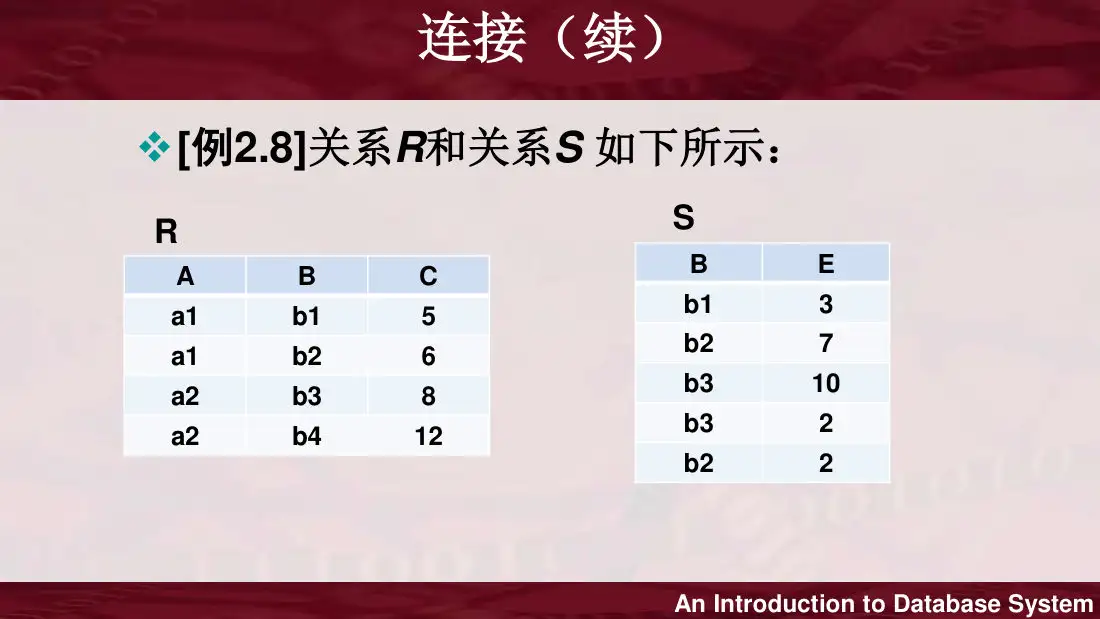 连接（续）
[例2.8]关系R和关系S 如下所示：
R
A B C
a1 b1 5
a1 b2 6
a2 b3 8
a2 b4 12
S
B E
b1 3
b2 7
b3 10
b3 2
b2 2
An Introduction to Database System